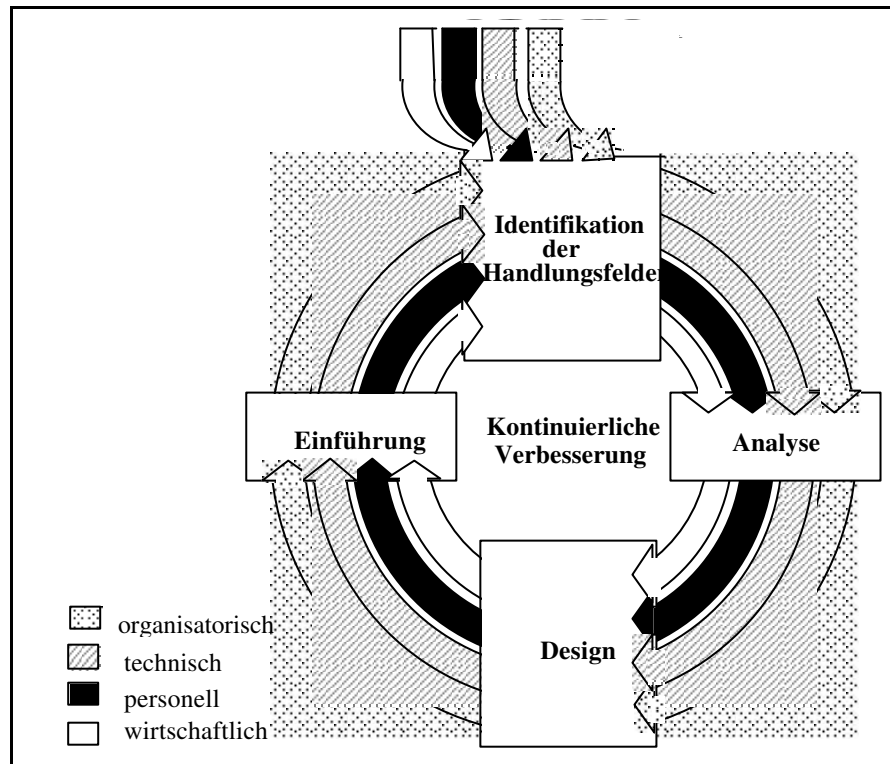 Identifikation
der
Handlungsfelder
Einführung
Kontinuierliche
Verbesserung
Analyse
Design
organisatorisch
technisch
personell
wirtschaftlich